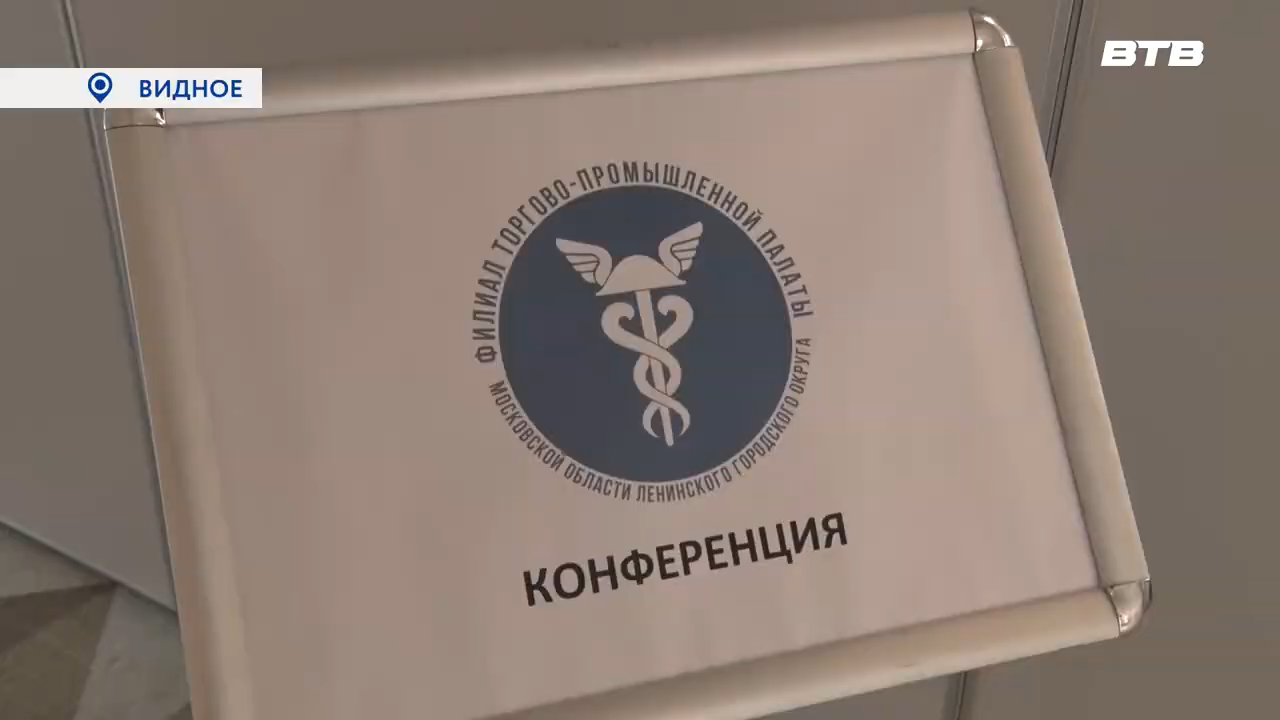 ВИДНОЕ
ВТВ
ФИЛИАЛ ТОРГОВО-ПРОМЫШЛЕННОЙ ПАЛАТЫ
МОСКОВСКОЙ ОБЛАСТИ ЛЕНИНСКОГО ГОРОДСКОГО ОКРУГА
КОНФЕРЕНЦИЯ